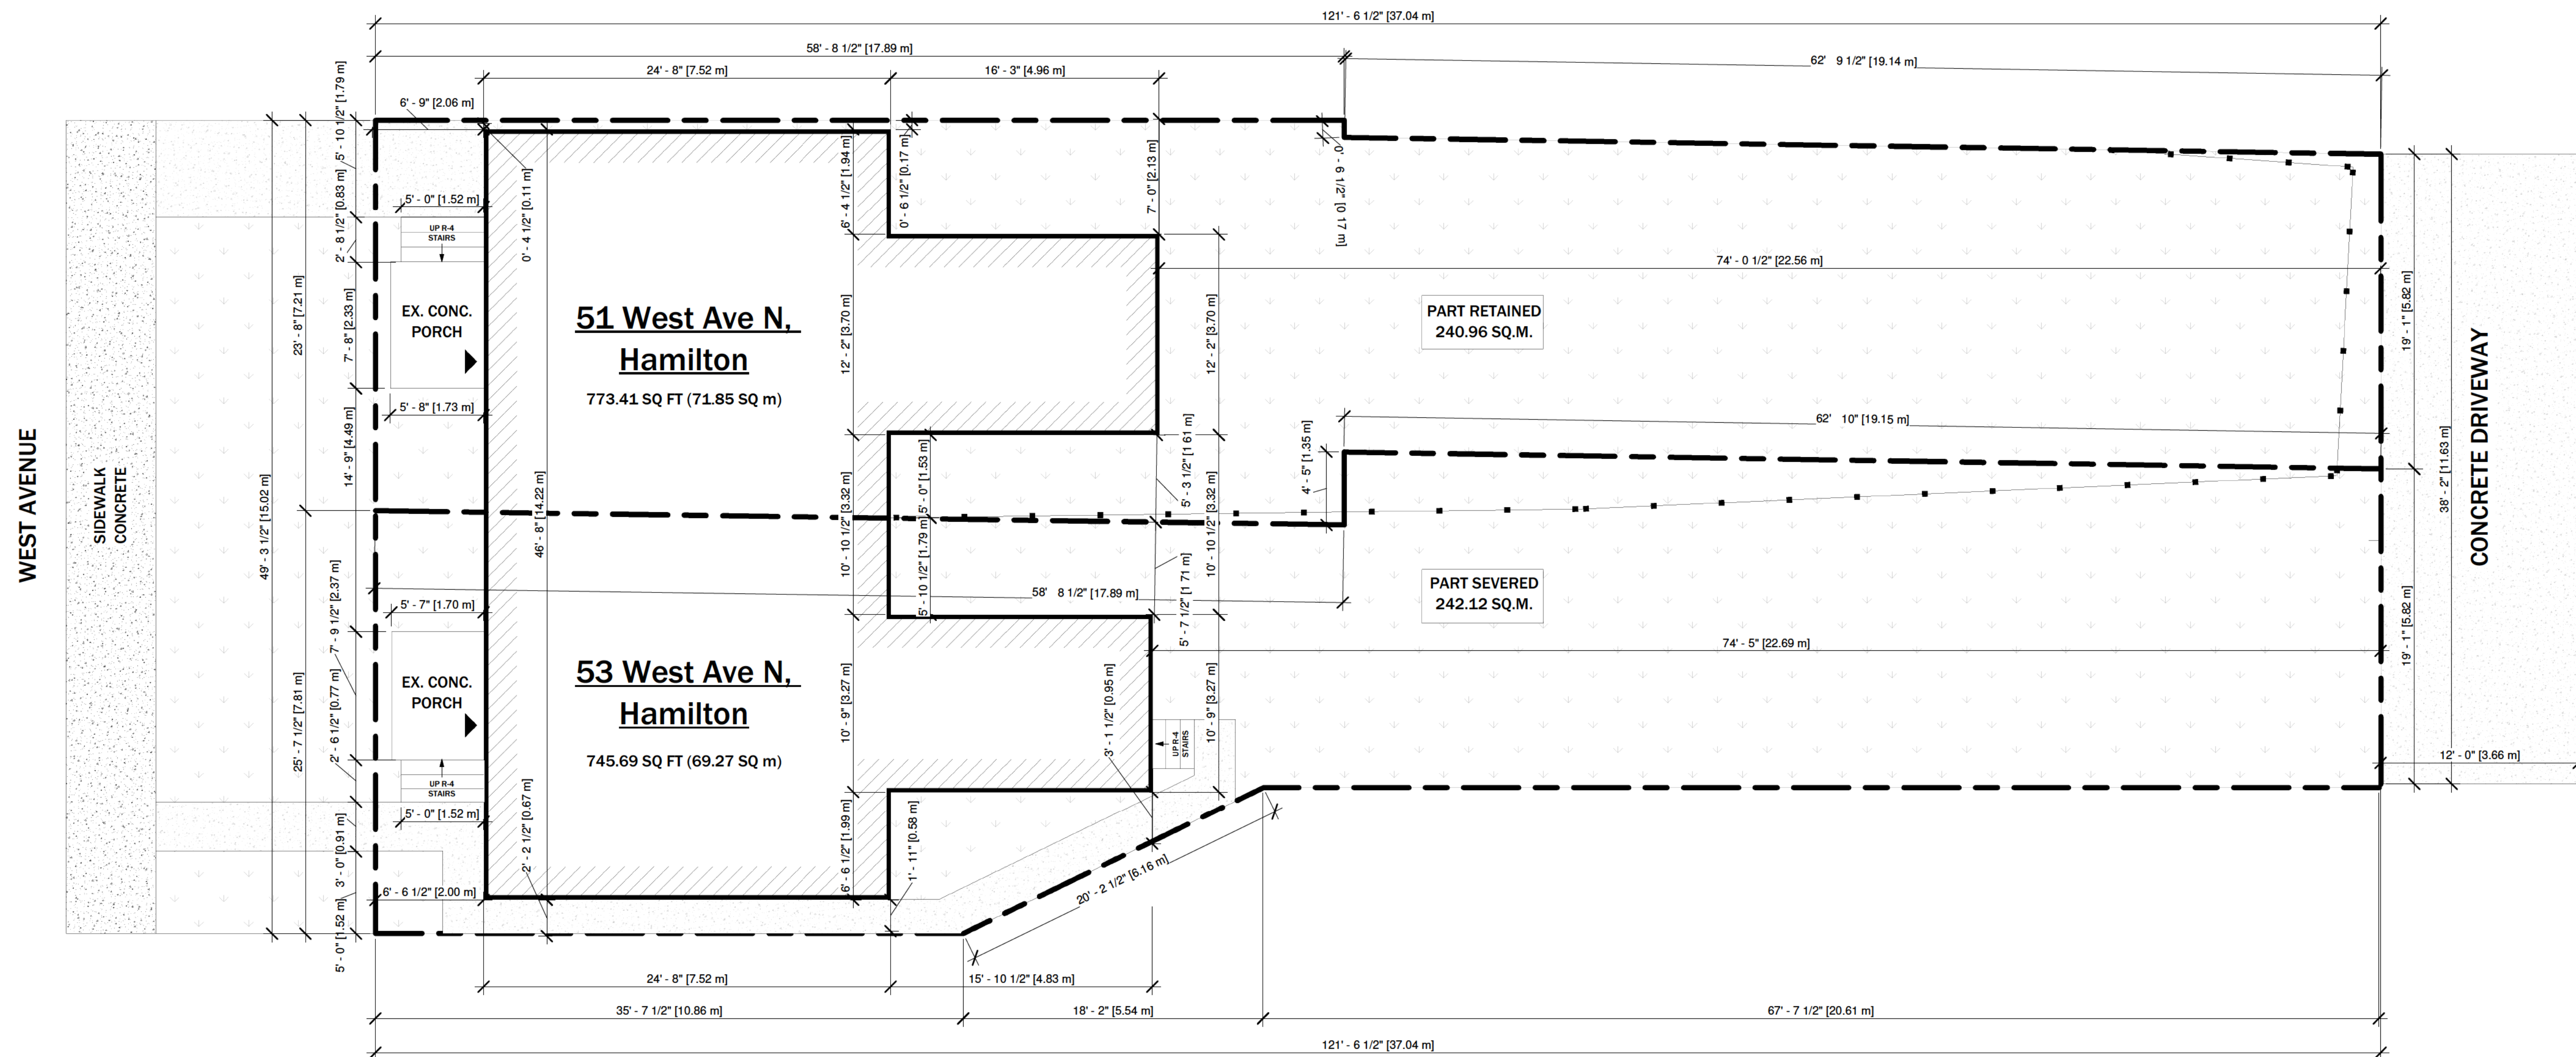 121' - 6 1/2" [37.04 m]
58' - 8 1/2" [17.89 m]
62' 9 1/2" [19.14 m]
24' - 8" [7.52 m]
16' - 3" [4.96 m]
6' - 9" [2.06 m]
5' - 10 1/2" [1.79 m]
2' - 8 1/2" [0.83 m]
7' - 8" [2.33 m]
14' - 9" [4.49 m]
23' - 8" [7.21 m]
49' - 3 1/2" [15.02 m]
25' - 7 1/2" [7.81 m]
7' - 9 1/2" [2.37 m]
2' - 6 1/2" [0.77 m]
3' - 0" [0.91 m]
5' - 0" [1.52 m]
WEST AVENUE
SIDEWALK
CONCRETE
5' - 0" [1.52 m]
UP R-4
STAIRS
EX. CONC.
PORCH
5' - 8" [1.73 m]
5' - 7" [1.70 m]
EX. CONC.
PORCH
UP R-4
STAIRS
5' - 0" [1.52 m]
6' - 6 1/2" [2.00 m]
0' - 4 1/2" [0.11 m]
46' - 8" [14.22 m]
2' - 2 1/2" [0.67 m]
51 West Ave N,
Hamilton
773.41 SQ FT (71.85 SQ m)
53 West Ave N,
Hamilton
745.69 SQ FT (69.27 SQ m)
6' - 4 1/2" [1.94 m]
12' - 2" [3.70 m]
10' - 10 1/2" [3.32 m]
10' - 9" [3.27 m]
6' - 6 1/2" [1.99 m]
0' - 6 1/2" [0.17 m]
5' - 0" [1.53 m]
5' - 10 1/2" [1.79 m]
1' - 11" [0.58 m]
7' - 0" [2.13 m]
5' - 3 1/2" [1 61 m]
5' - 7 1/2" [1 71 m]
3' - 1 1/2" [0.95 m]
UP R-4
STAIRS
12' - 2" [3.70 m]
10' - 10 1/2" [3.32 m]
10' - 9" [3.27 m]
58' 8 1/2" [17.89 m]
0' - 6 1/2" [0 17 m]
4' - 5" [1.35 m]
74' - 0 1/2" [22.56 m]
PART RETAINED
240.96 SQ.M.
62' 10" [19.15 m]
PART SEVERED
242.12 SQ.M.
74' - 5" [22.69 m]
19' - 1" [5.82 m]
19' - 1" [5.82 m]
38' - 2" [11.63 m]
CONCRETE DRIVEWAY
12' - 0" [3.66 m]
20' - 2 1/2" [6.16 m]
24' - 8" [7.52 m]
15' - 10 1/2" [4.83 m]
35' - 7 1/2" [10.86 m]
18' - 2" [5.54 m]
67' - 7 1/2" [20.61 m]
121' - 6 1/2" [37.04 m]